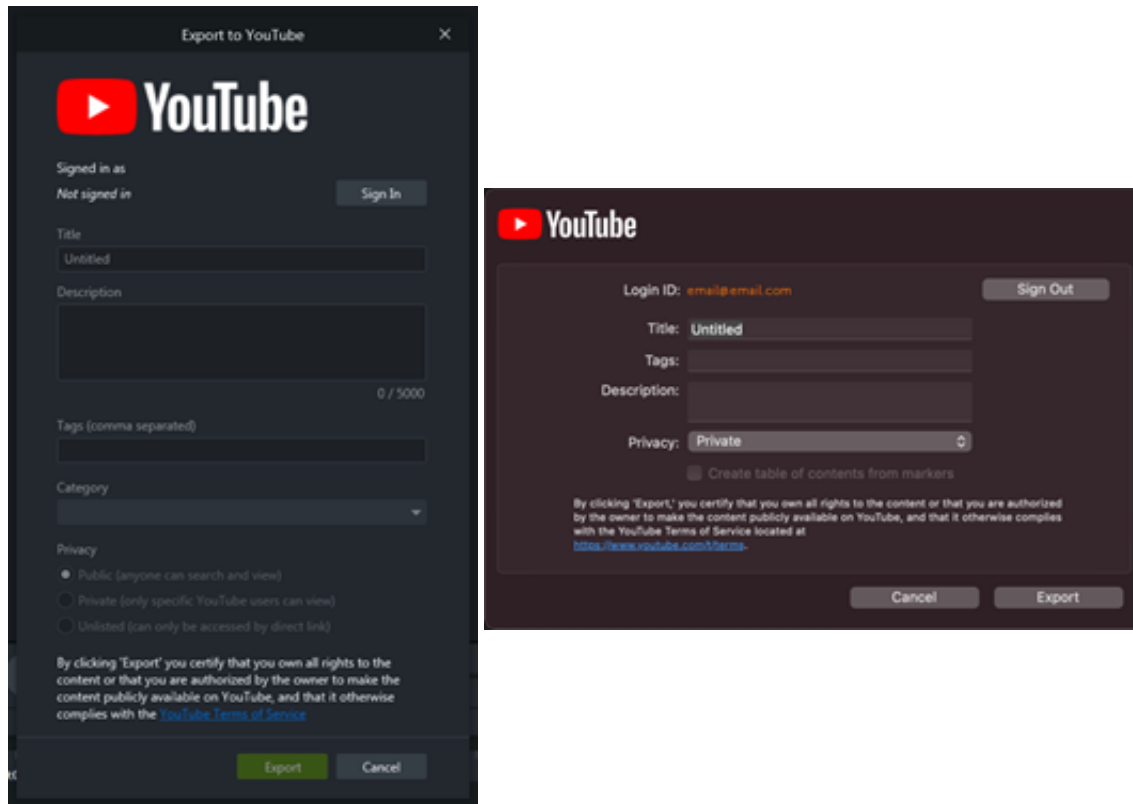 Export to YouTube
YouTube
Signed in as
Not signed in
Sign In
Title
Untitled
Description
0 / 5000
Tags (comma separated)
Category
Privacy
Public (anyone can search and view)
Private (only specific YouTube users can view)
Unlisted (can only be accessed by direct link)
By clicking 'Export' you certify that you own all rights to the
content or that you are authorized by the owner to make the
content publicly available on YouTube, and that it otherwise
complies with the YouTube Terms of Service
Export Cancel
YouTube
Login ID: email@email.com
Sign Out
Title: Untitled
Tags:
Description:
Privacy: Private
Create table of contents from markers
By clicking 'Export,' you certify that you own all rights to the content or that you are authorized
by the owner to make the content publicly available on YouTube, and that it otherwise complies
with the YouTube Terms of Service located at
https://www.youtube.com/t/terms.
Cancel Export